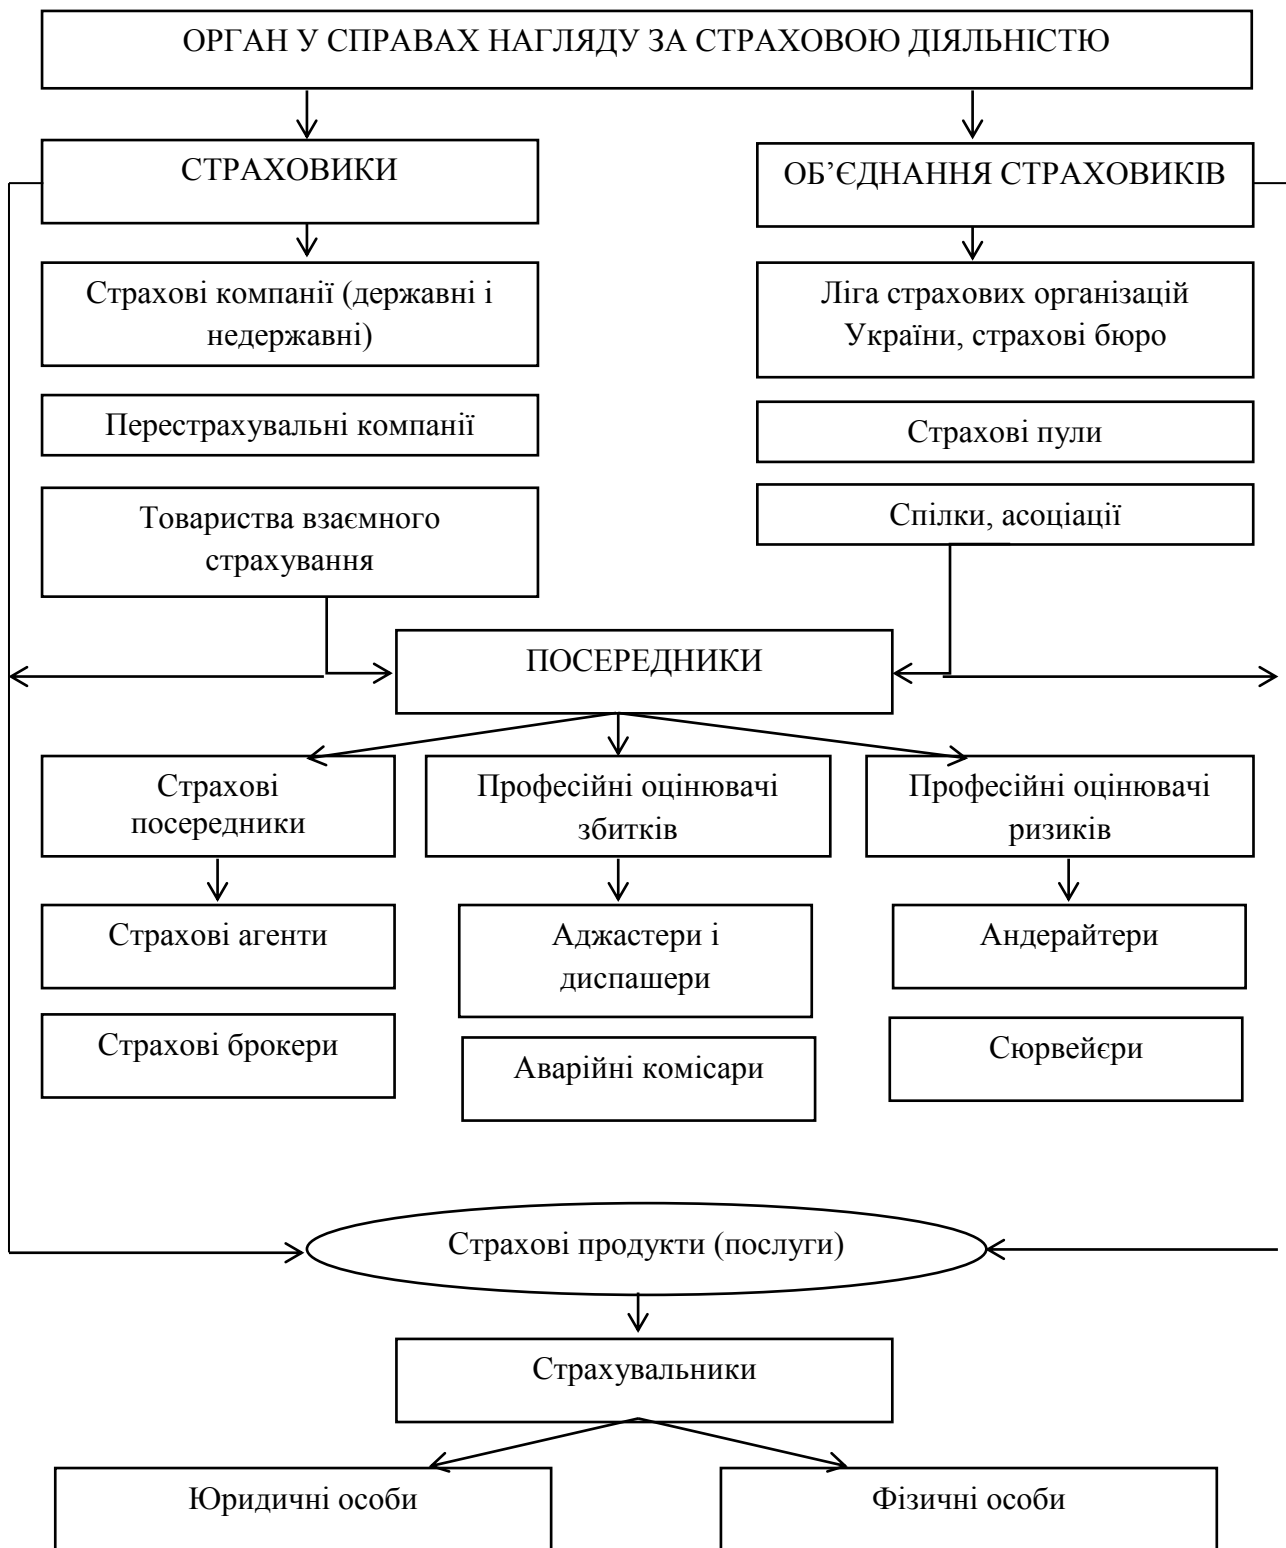 ОРГАН У СПРАВАХ НАГЛЯДУ ЗА СТРАХОВОЮ ДІЯЛЬНІСТЮ
СТРАХОВИКИ
ОБ’ЄДНАННЯ СТРАХОВИКІВ
Страхові компанії (державні і
недержавні)
Ліга страхових організацій
України, страхові бюро
Перестрахувальні компанії
Страхові пули
Товариства взаємного
страхування
Спілки, асоціації
ПОСЕРЕДНИКИ
Страхові
посередники
Професійні оцінювачі
збитків
Професійні оцінювачі
ризиків
Страхові агенти
Аджастери і
диспашери
Андерайтери
Страхові брокери
Аварійні комісари
Сюрвейєри
Страхові продукти (послуги)
Страхувальники
Юридичні особи
Фізичні особи